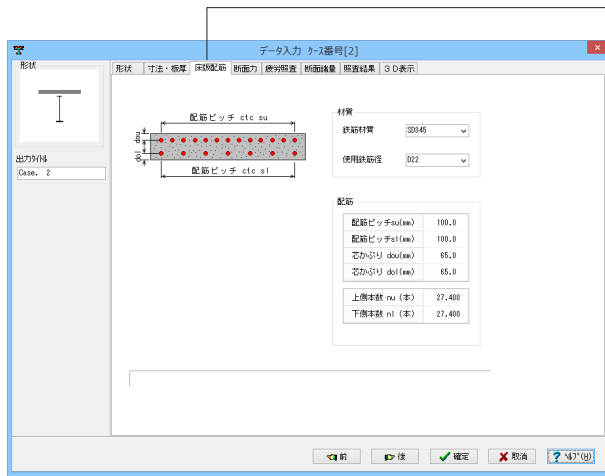 データ入力 ケース番号[2]
形状
形状 寸法・板厚 床版配筋 断面力 疲労照査 断面諸量 照査結果 3D表示
出力タイトル
Case. 2
配筋ピッチ ctc su
dou
dol
配筋ピッチ ctc sl
材質
鉄筋材質 SD345
使用鉄筋径 D22
配筋
配筋ピッチsu(mm) 100.0
配筋ピッチsl(mm) 100.0
芯かぶり dou(mm) 65.0
芯かぶり dol(mm) 65.0
上側本数 nu (本) 27.400
下側本数 nl (本) 27.400
前 後 確定 取消 ? ヘルプ(H)